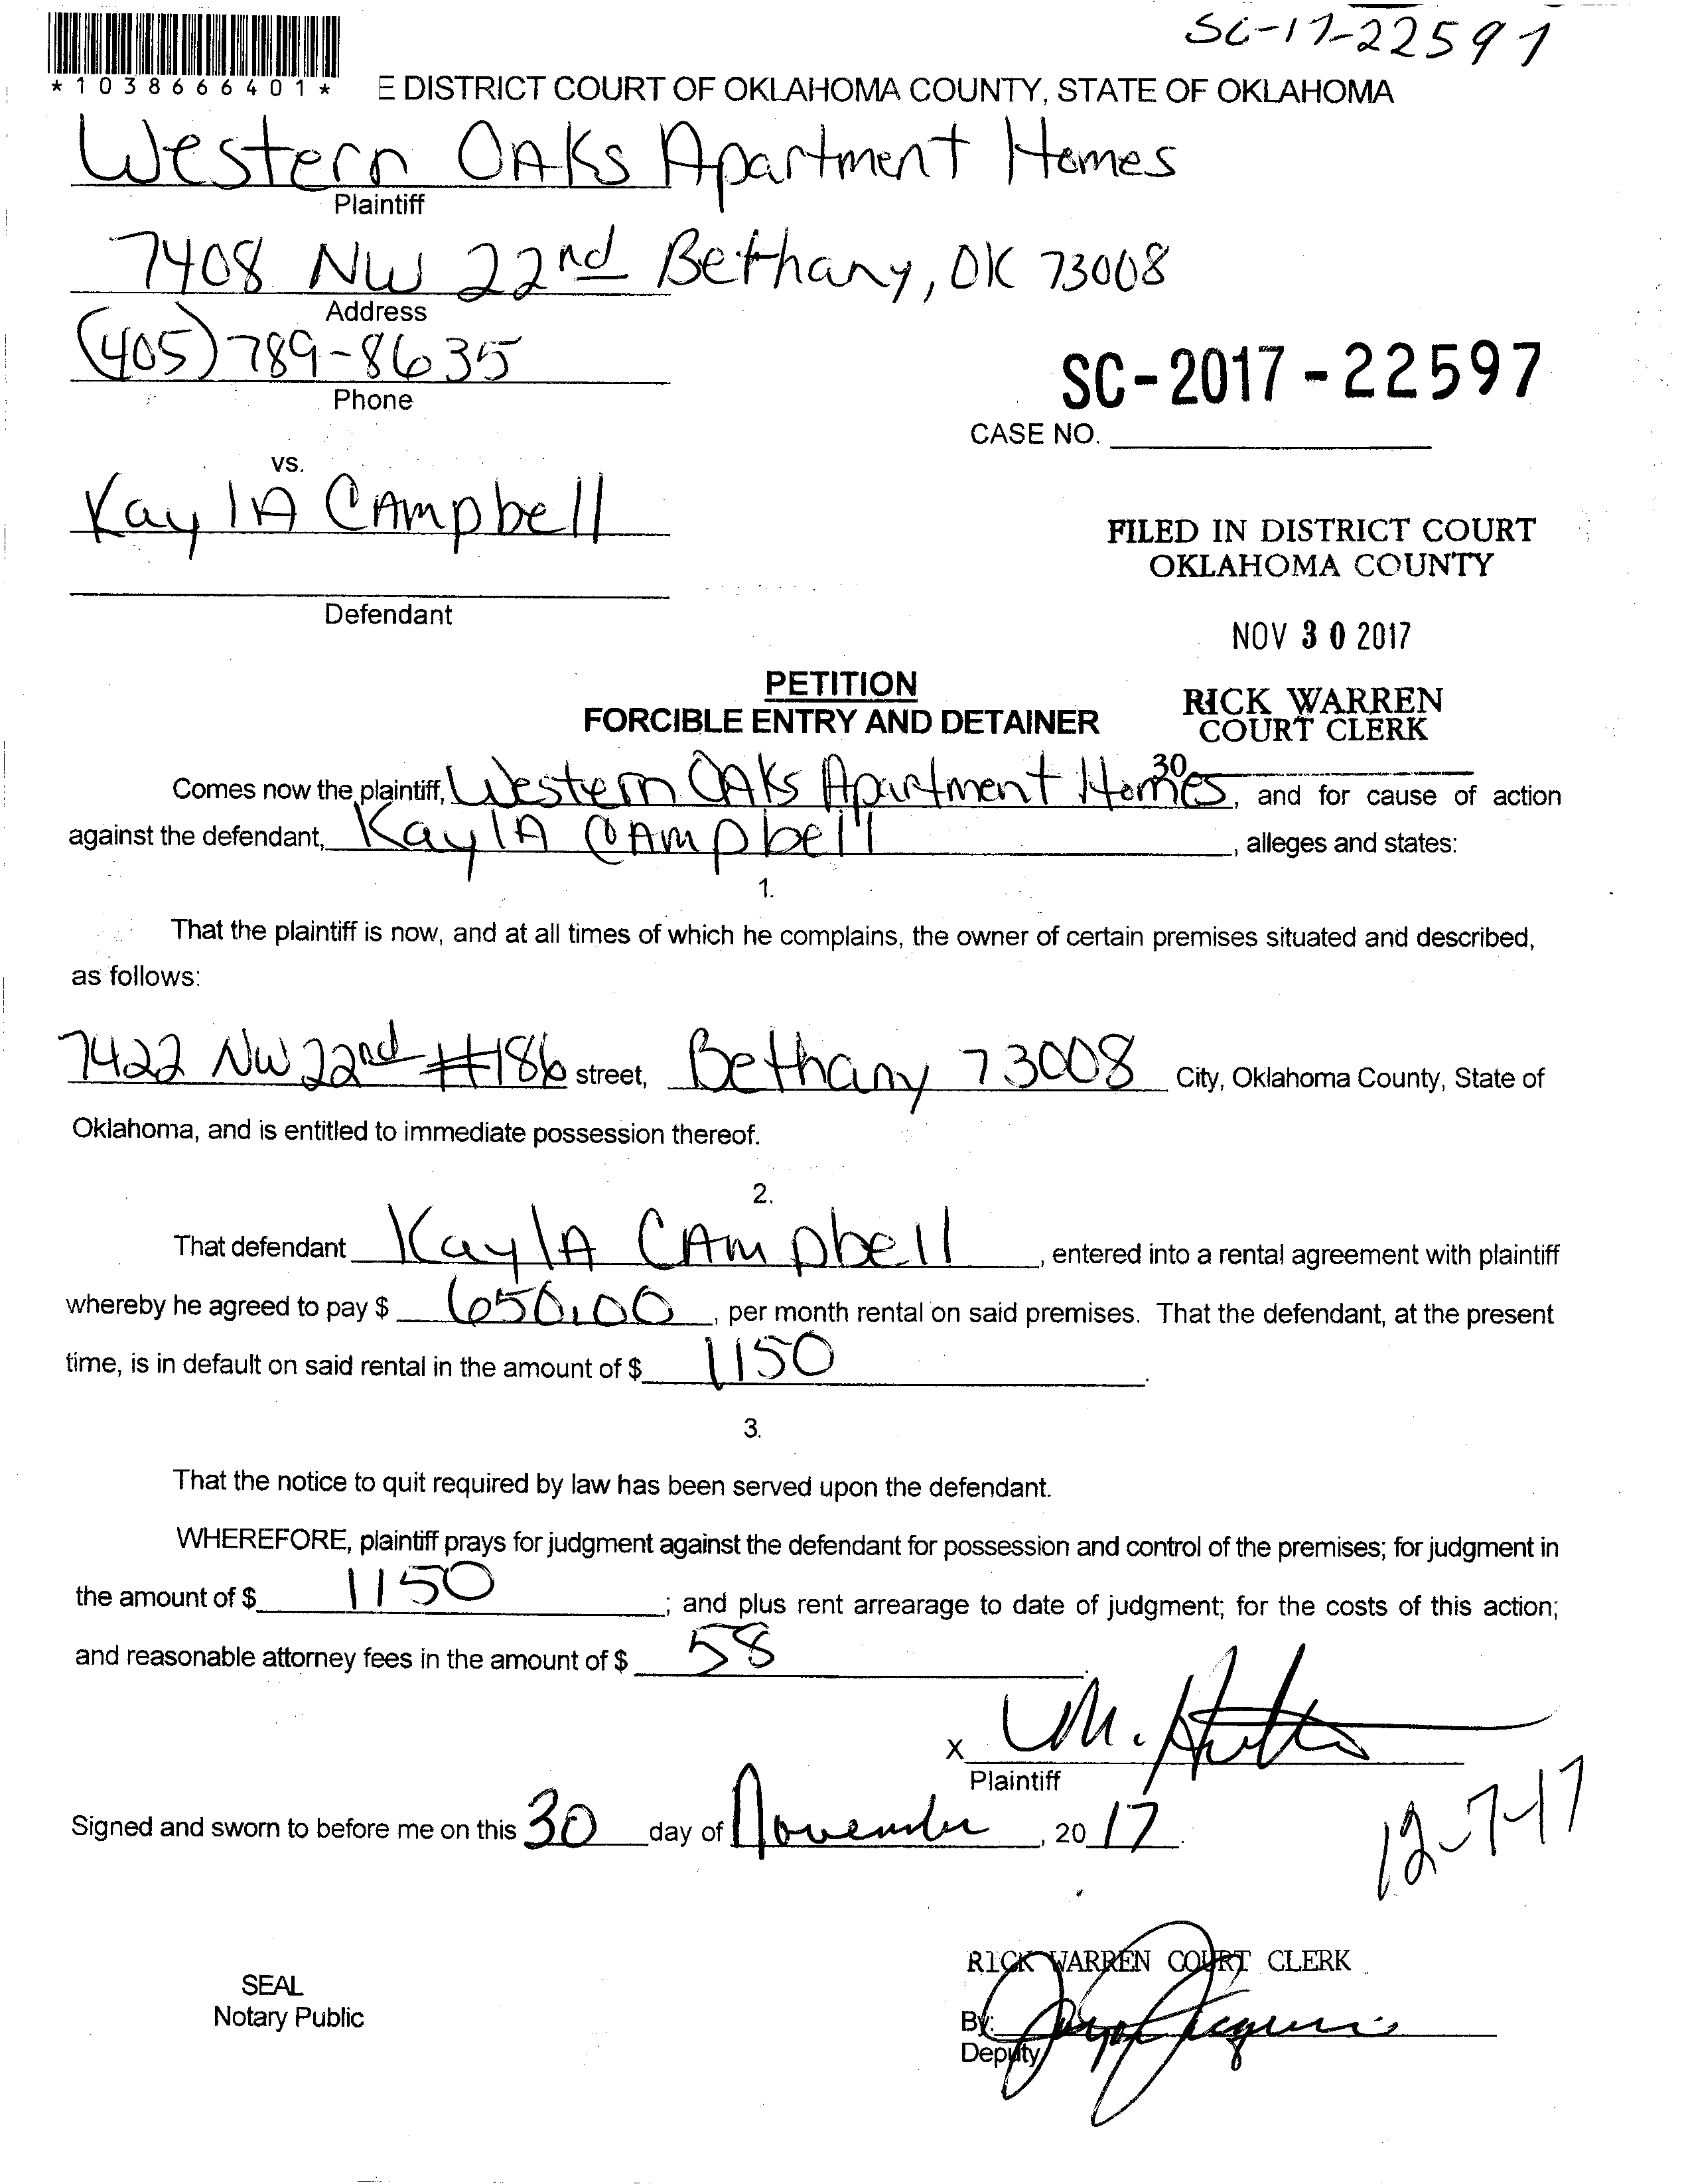 SC-17-22597
*10386666401*
E DISTRICT COURT OF OKLAHOMA COUNTY, STATE OF OKLAHOMA
Western OAKs Apartment Homes
Plaintiff
7408 NW 22nd Bethany, OK 73008
Address
(405) 789-8635
Phone
SC-2017-22597
CASE NO.
vs.
KaylA CAmpbell
Defendant
FILED IN DISTRICT COURT
OKLAHOMA COUNTY
NOV 30 2017
RICK WARREN
COURT CLERK
30
PETITION
FORCIBLE ENTRY AND DETAINER
Comes now the plaintiff, Western OAKs Apartment Homes, and for cause of action
against the defendant, KaylA CAmpbell, alleges and states:
1.
That the plaintiff is now, and at all times of which he complains, the owner of certain premises situated and described,
as follows:
7422 NW 22nd #186 street, Bethany 73008 City, Oklahoma County, State of
Oklahoma, and is entitled to immediate possession thereof.
2.
That defendant KaylA CAmpbell, entered into a rental agreement with plaintiff
whereby he agreed to pay $ 650.00, per month rental on said premises. That the defendant, at the present
time, is in default on said rental in the amount of $ 1150.
3.
That the notice to quit required by law has been served upon the defendant.
WHEREFORE, plaintiff prays for judgment against the defendant for possession and control of the premises; for judgment in
the amount of $ 1150; and plus rent arrearage to date of judgment; for the costs of this action;
and reasonable attorney fees in the amount of $ 58.
X M.
Plaintiff
Signed and sworn to before me on this 30 day of November, 2017.
12-7-17
RICK WARREN COURT CLERK
SEAL
Notary Public
By:
Deputy